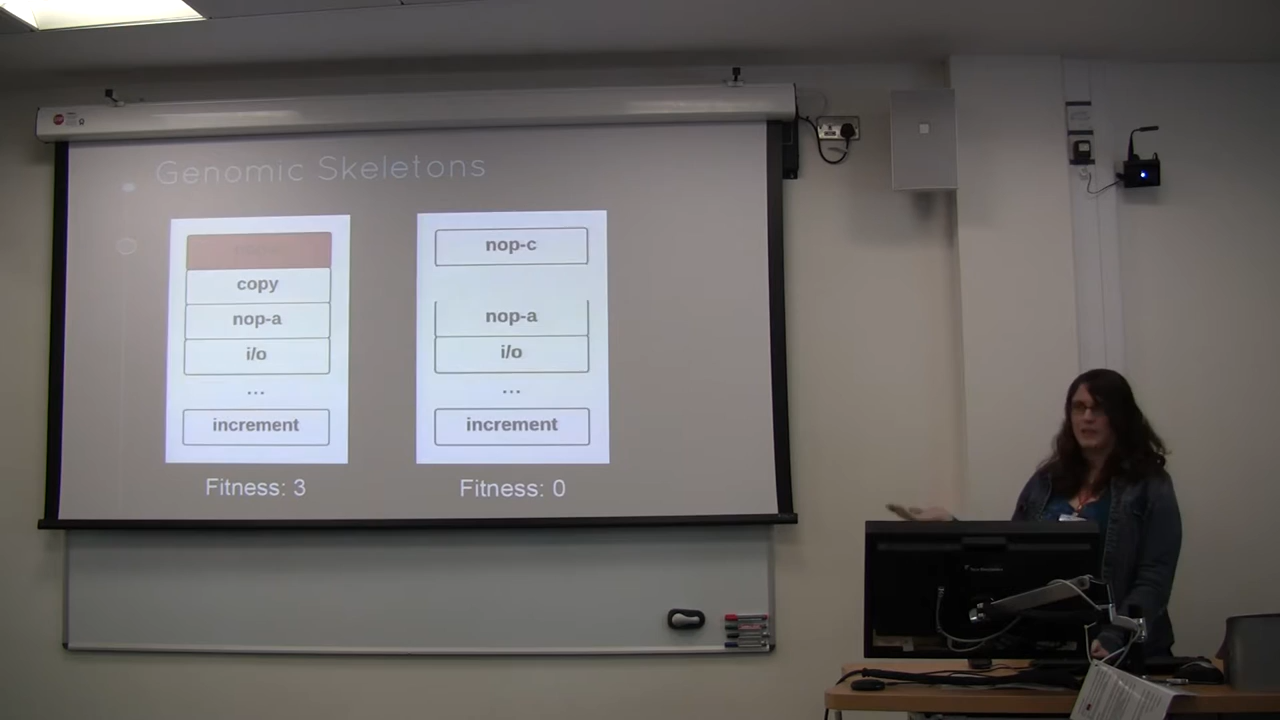 Genomic Skeletons
copy
nop-a
i/o
...
increment
Fitness: 3
nop-c
nop-a
i/o
...
increment
Fitness: 0